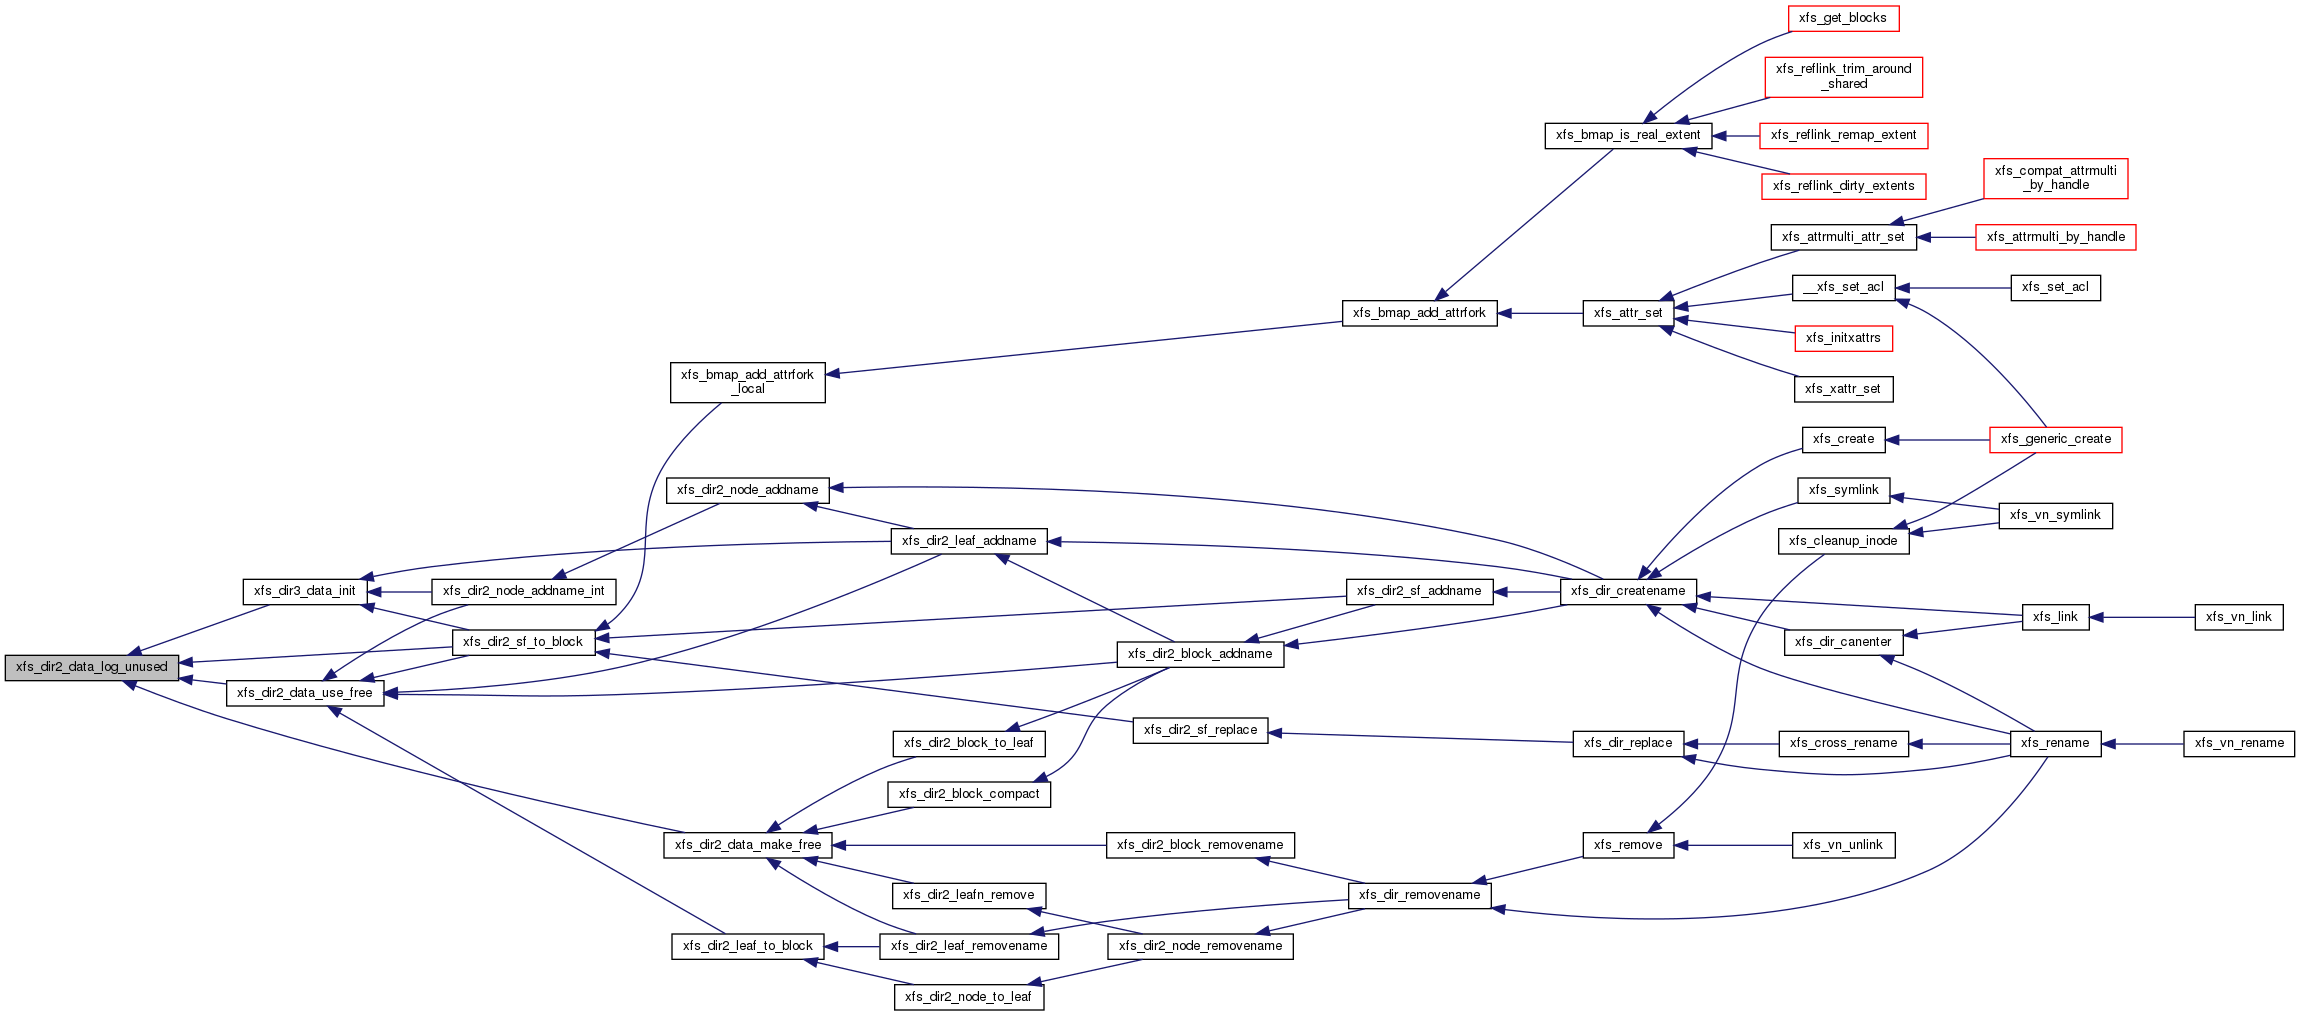 xfs_get_blocks
xfs_reflink_trim_around
_shared
xfs_bmap_is_real_extent
xfs_reflink_remap_extent
xfs_reflink_dirty_extents
xfs_compat_attrmulti
_by_handle
xfs_attrmulti_attr_set
xfs_attrmulti_by_handle
__xfs_set_acl
xfs_set_acl
xfs_bmap_add_attrfork
xfs_attr_set
xfs_initxattrs
xfs_bmap_add_attrfork
_local
xfs_xattr_set
xfs_create
xfs_generic_create
xfs_dir2_node_addname
xfs_symlink
xfs_vn_symlink
xfs_dir2_leaf_addname
xfs_cleanup_inode
xfs_dir3_data_init
xfs_dir2_node_addname_int
xfs_dir2_sf_addname
xfs_dir_createname
xfs_link
xfs_vn_link
xfs_dir2_sf_to_block
xfs_dir_canenter
xfs_dir2_block_addname
xfs_dir2_data_log_unused
xfs_dir2_data_use_free
xfs_dir2_sf_replace
xfs_dir2_block_to_leaf
xfs_dir_replace
xfs_cross_rename
xfs_rename
xfs_vn_rename
xfs_dir2_block_compact
xfs_dir2_data_make_free
xfs_dir2_block_removename
xfs_remove
xfs_vn_unlink
xfs_dir2_leafn_remove
xfs_dir_removename
xfs_dir2_leaf_to_block
xfs_dir2_leaf_removename
xfs_dir2_node_removename
xfs_dir2_node_to_leaf